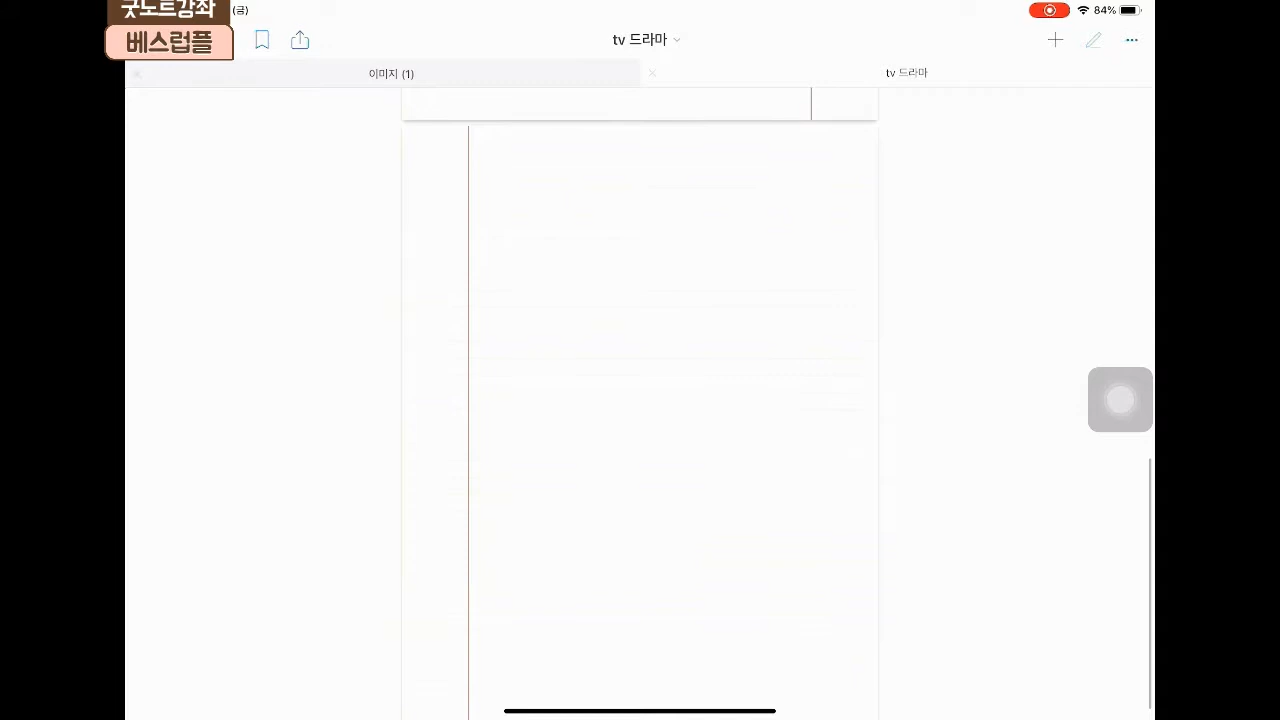 굿노트강좌
베스럽플
(금)
84%
tv 드라마
이미지 (1)
tv 드라마